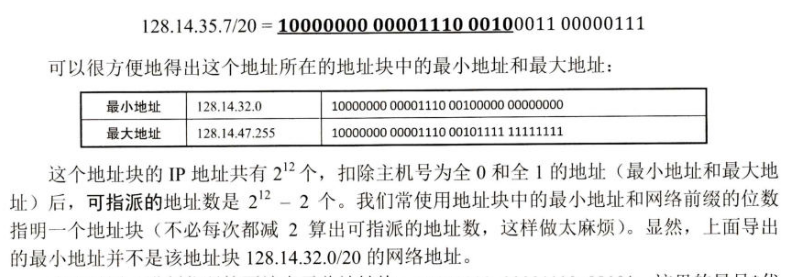 128.14.35.7/20 = 10000000 00001110 00100011 00000111
可以很方便地得出这个地址所在的地址块中的最小地址和最大地址：
最小地址 128.14.32.0 10000000 00001110 00100000 00000000
最大地址 128.14.47.255 10000000 00001110 00101111 11111111
这个地址块的 IP 地址共有 2¹² 个，扣除主机号为全 0 和全 1 的地址（最小地址和最大地
址）后，可指派的地址数是 2¹² – 2 个。我们常使用地址块中的最小地址和网络前缀的位数
指明一个地址块（不必每次都减 2 算出可指派的地址数，这样做太麻烦）。显然，上面导出
的最小地址并不是该地址块 128.14.32.0/20 的网络地址。